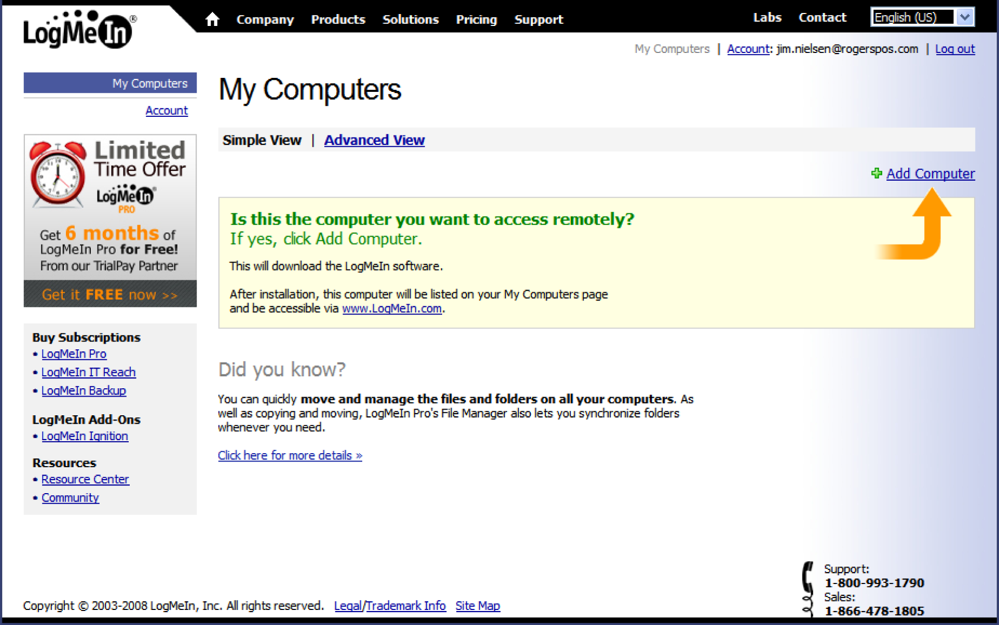 LogMeIn®
Company Products Solutions Pricing Support
Labs Contact English (US)
My Computers | Account: jim.nielsen@rogerspos.com | Log out
My Computers
Account
Limited
Time Offer
LogMeIn®
PRO
Get 6 months of
LogMeIn Pro for Free!
From our TrialPay Partner
Get it FREE now >>
Buy Subscriptions
• LogMeIn Pro
• LogMeIn IT Reach
• LogMeIn Backup
LogMeIn Add-Ons
• LogMeIn Ignition
Resources
• Resource Center
• Community
My Computers
Simple View | Advanced View
Add Computer
Is this the computer you want to access remotely?
If yes, click Add Computer.
This will download the LogMeIn software.
After installation, this computer will be listed on your My Computers page
and be accessible via www.LogMeIn.com.
Did you know?
You can quickly move and manage the files and folders on all your computers. As
well as copying and moving, LogMeIn Pro's File Manager also lets you synchronize folders
whenever you need.
Click here for more details »
Support:
1-800-993-1790
Sales:
1-866-478-1805
Copyright © 2003-2008 LogMeIn, Inc. All rights reserved. Legal/Trademark Info Site Map